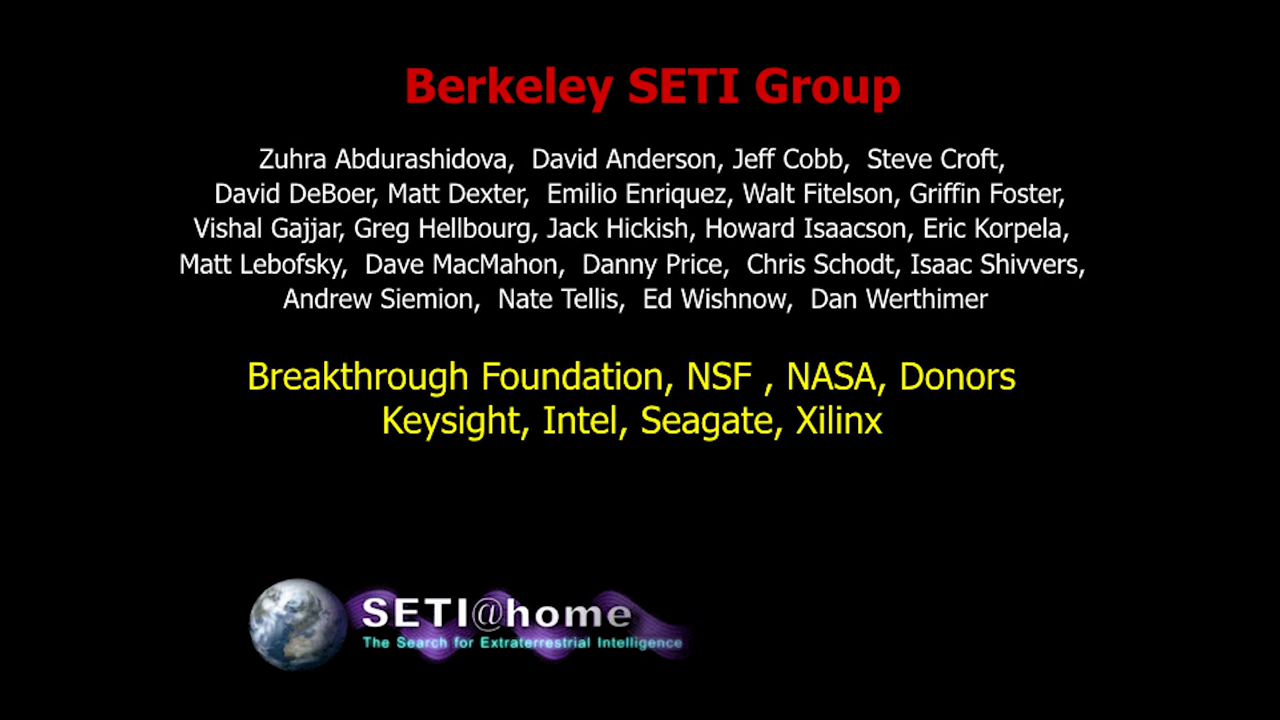 Berkeley SETI Group
Zuhra Abdurashidova, David Anderson, Jeff Cobb, Steve Croft,
David DeBoer, Matt Dexter, Emilio Enriquez, Walt Fitelson, Griffin Foster,
Vishal Gajjar, Greg Hellbourg, Jack Hickish, Howard Isaacson, Eric Korpela,
Matt Lebofsky, Dave MacMahon, Danny Price, Chris Schodt, Isaac Shivvers,
Andrew Siemion, Nate Tellis, Ed Wishnow, Dan Werthimer
Breakthrough Foundation, NSF , NASA, Donors
Keysight, Intel, Seagate, Xilinx
SETI@home
The Search for Extraterrestrial Intelligence